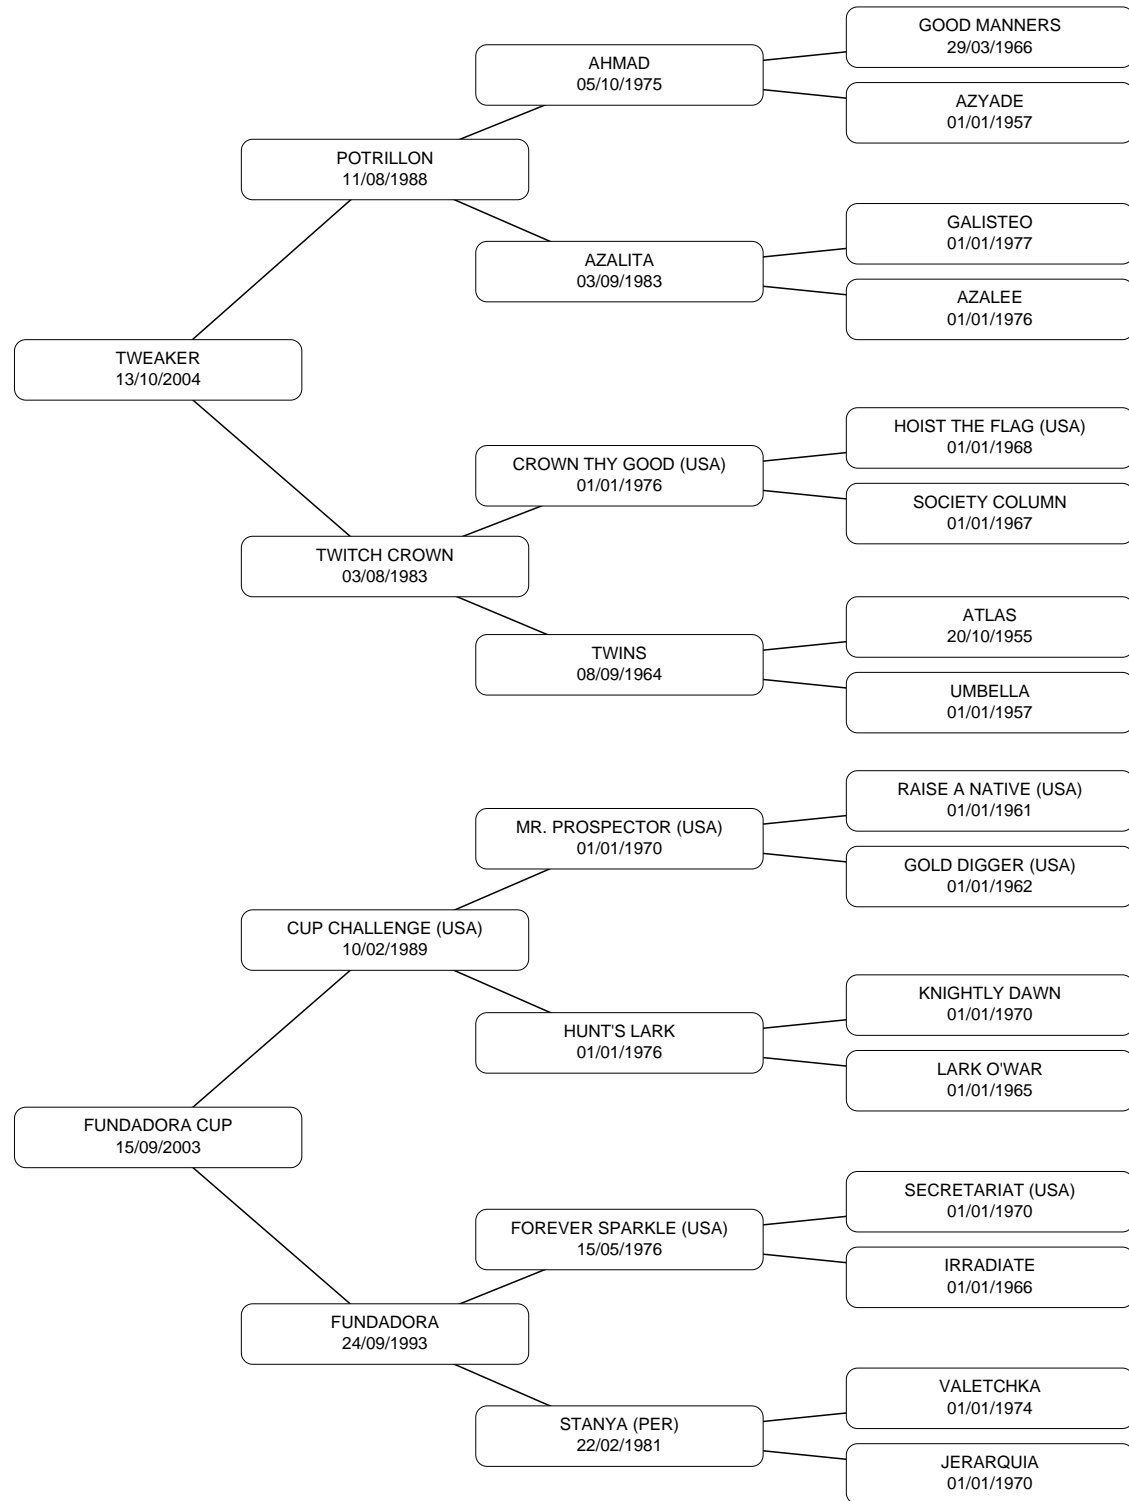 GOOD MANNERS
29/03/1966
AHMAD
05/10/1975
AZYADE
01/01/1957
POTRILLON
11/08/1988
GALISTEO
01/01/1977
AZALITA
03/09/1983
AZALEE
01/01/1976
TWEAKER
13/10/2004
HOIST THE FLAG (USA)
01/01/1968
CROWN THY GOOD (USA)
01/01/1976
SOCIETY COLUMN
01/01/1967
TWITCH CROWN
03/08/1983
ATLAS
20/10/1955
TWINS
08/09/1964
UMBELLA
01/01/1957
RAISE A NATIVE (USA)
01/01/1961
MR. PROSPECTOR (USA)
01/01/1970
GOLD DIGGER (USA)
01/01/1962
CUP CHALLENGE (USA)
10/02/1989
KNIGHTLY DAWN
01/01/1970
HUNT'S LARK
01/01/1976
LARK O'WAR
01/01/1965
FUNDADORA CUP
15/09/2003
SECRETARIAT (USA)
01/01/1970
FOREVER SPARKLE (USA)
15/05/1976
IRRADIATE
01/01/1966
FUNDADORA
24/09/1993
VALETCHKA
01/01/1974
STANYA (PER)
22/02/1981
JERARQUIA
01/01/1970